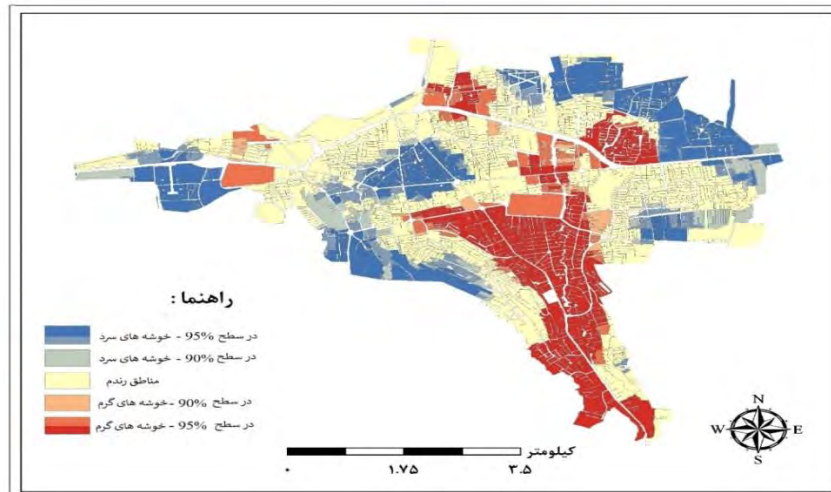 راهنما :
در سطح 95% - خوشه های سرد
در سطح 90% - خوشه های سرد
مناطق رندم
در سطح 90% - خوشه های گرم
در سطح 95% - خوشه های گرم
کیلومتر
۰ ۱.۷۵ ۳.۵
N
W E
S